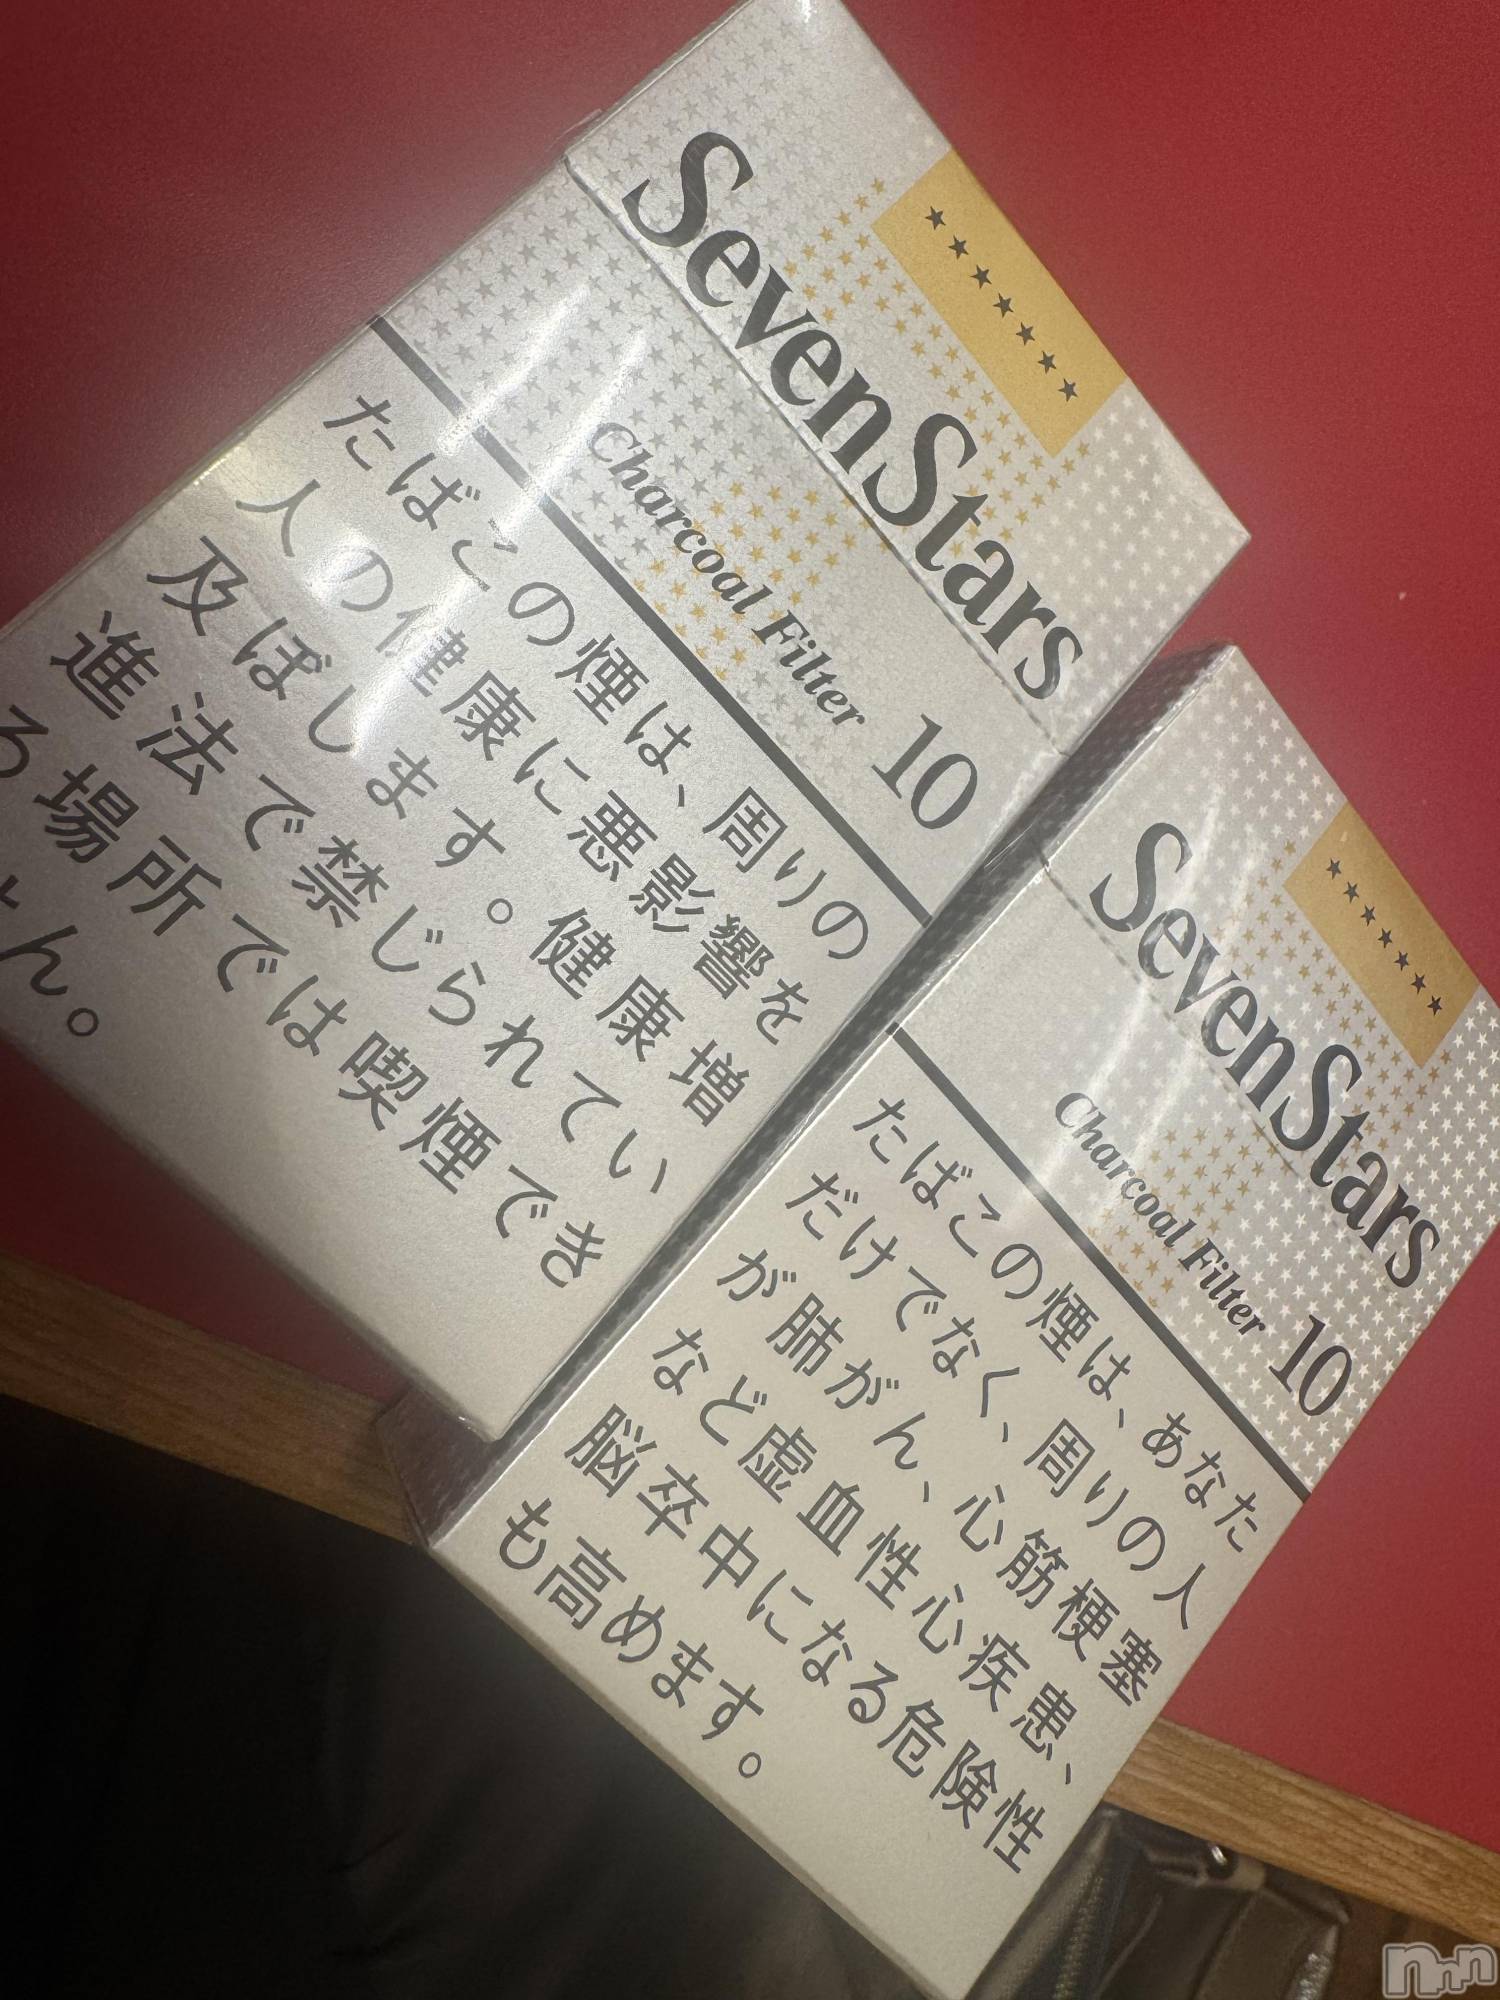 SevenStars
Charcoal Filter 10
たばこの煙は、周りの
人の健康に悪影響を
及ぼします。健康増
進法で禁じられてい
る場所では喫煙でき
せん。
SevenStars
Charcoal Filter 10
たばこの煙は、あなた
だけでなく、周りの人
が肺がん、心筋梗塞
など虚血性心疾患、
脳卒中になる危険性
も高めます。
nnn